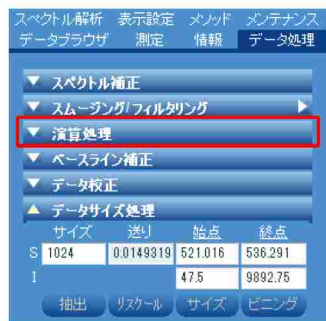 スペクトル解析 表示設定 メソッド メンテナンス
データブラウザ 測定 情報 データ処理
▼ スペクトル補正
▼ スムージング/フィルタリング ▶
▼ 演算処理
▼ ベースライン補正
▼ データ校正
▲ データサイズ処理
サイズ 送り 始点 終点
S 1024 0.0149319 521.016 536.291
I 47.5 9892.75
抽出 リスケール サイズ ビニング